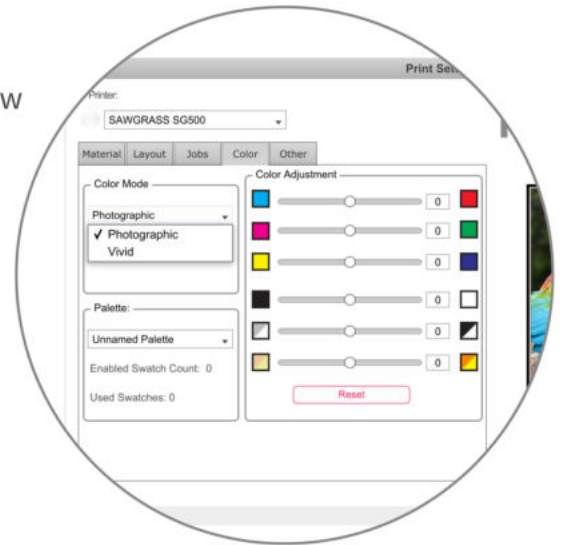 w
Print Set
Printer:
SAWGRASS SG500
Material Layout Jobs Color Other
Color Mode
Photographic
✓ Photographic
Vivid
Palette:
Unnamed Palette
Enabled Swatch Count: 0
Used Swatches: 0
Color Adjustment
0
0
0
0
0
0
Reset